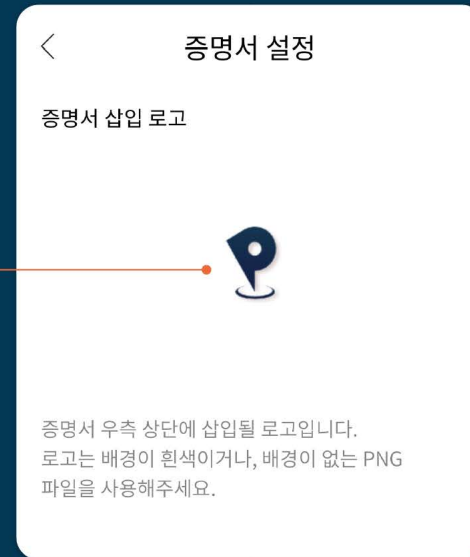 증명서 설정
증명서 삽입 로고
증명서 우측 상단에 삽입될 로고입니다.
로고는 배경이 흰색이거나, 배경이 없는 PNG
파일을 사용해주세요.